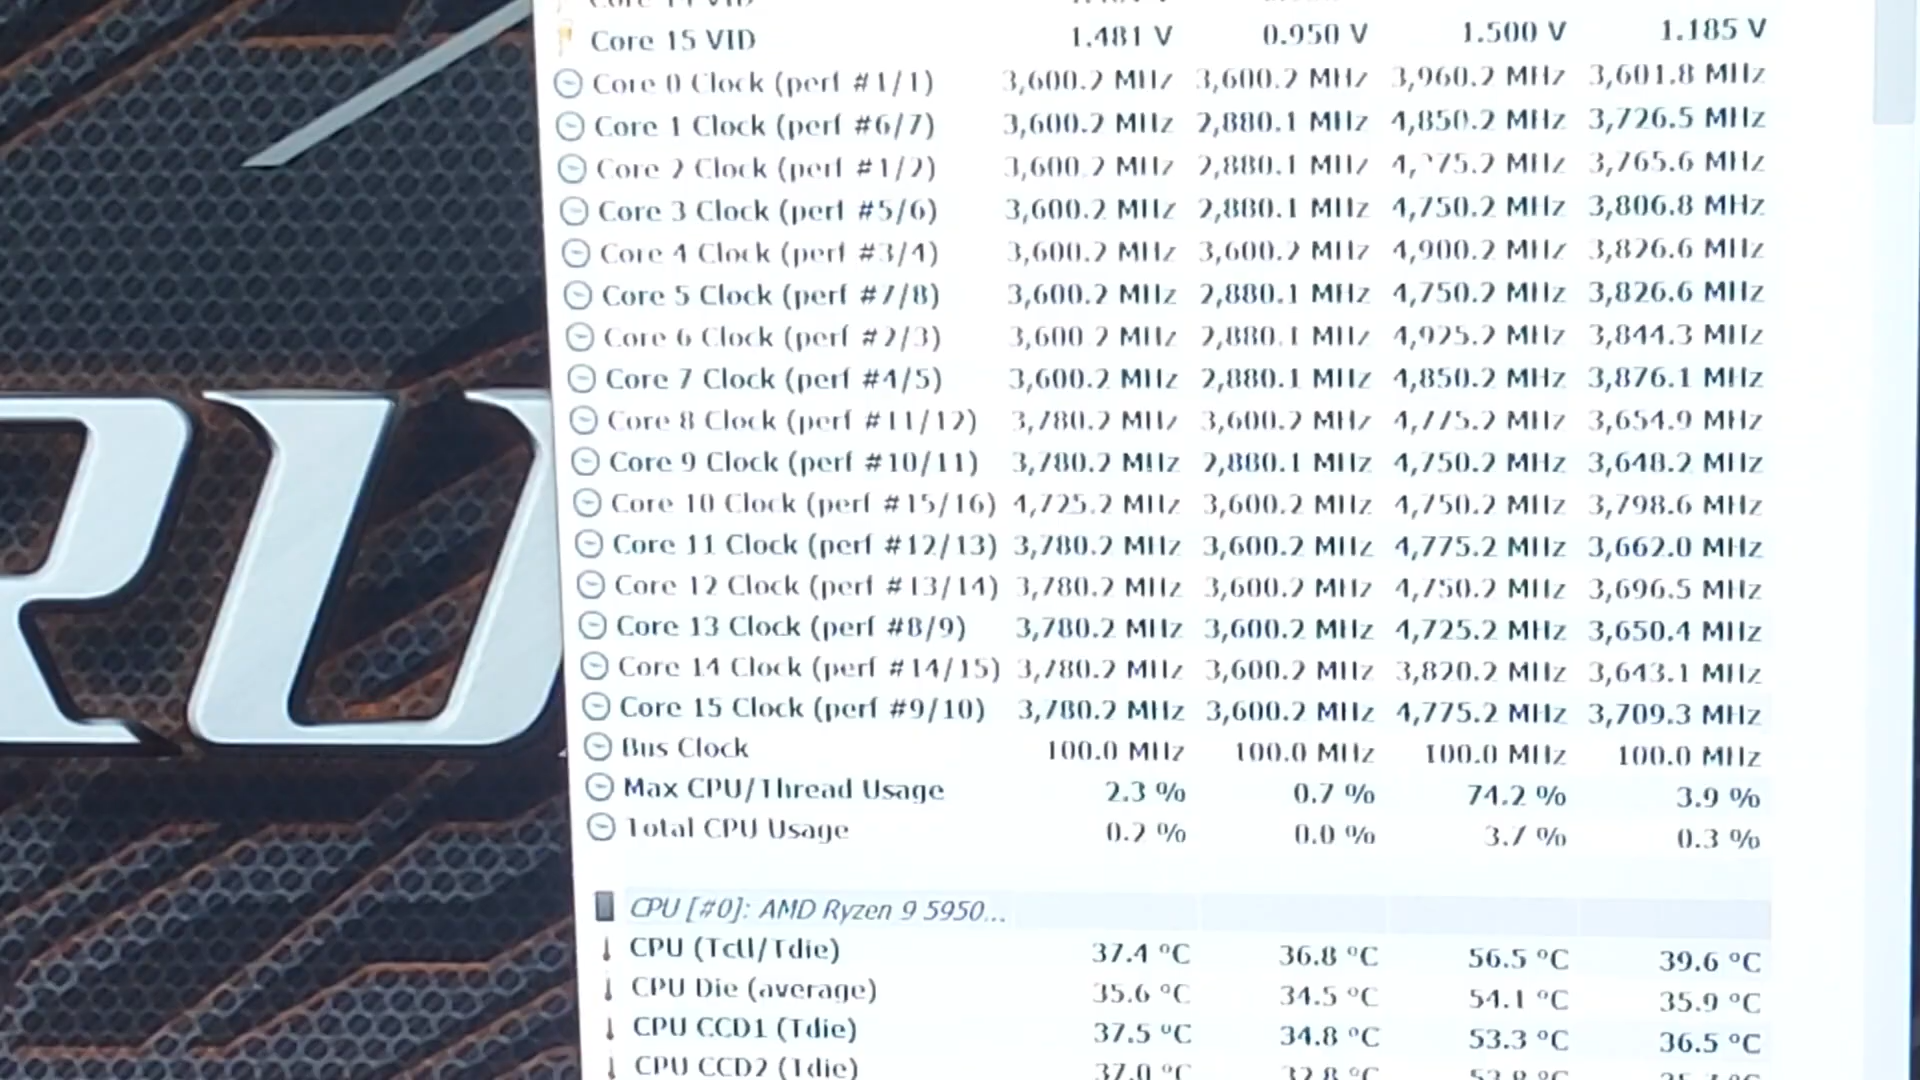 Core 15 VID 1.481 V 0.950 V 1.500 V 1.185 V
Core 0 Clock (perf #1/1) 3,600.2 MHz 3,600.2 MHz 3,960.2 MHz 3,601.8 MHz
Core 1 Clock (perf #6/7) 3,600.2 MHz 2,880.1 MHz 4,850.2 MHz 3,726.5 MHz
Core 2 Clock (perf #1/2) 3,600.2 MHz 2,880.1 MHz 3,765.6 MHz
Core 3 Clock (perf #5/6) 3,600.2 MHz 2,880.1 MHz 4,750.2 MHz 3,806.8 MHz
Core 4 Clock (perf #3/4) 3,600.2 MHz 3,600.2 MHz 4,900.2 MHz 3,826.6 MHz
Core 5 Clock (perf #7/8) 3,600.2 MHz 2,880.1 MHz 4,750.2 MHz 3,826.6 MHz
Core 6 Clock (perf #2/3) 3,600.2 MHz 2,880.1 MHz 4,925.2 MHz 3,844.3 MHz
Core 7 Clock (perf #4/5) 3,600.2 MHz 2,880.1 MHz 4,850.2 MHz 3,876.1 MHz
Core 8 Clock (perf #11/12) 3,780.2 MHz 3,600.2 MHz 4,775.2 MHz 3,654.9 MHz
Core 9 Clock (perf #10/11) 3,780.2 MHz 2,880.1 MHz 4,750.2 MHz 3,648.2 MHz
Core 10 Clock (perf #15/16) 4,725.2 MHz 3,600.2 MHz 4,750.2 MHz 3,798.6 MHz
Core 11 Clock (perf #12/13) 3,780.2 MHz 3,600.2 MHz 4,775.2 MHz 3,662.0 MHz
Core 12 Clock (perf #13/14) 3,780.2 MHz 3,600.2 MHz 4,750.2 MHz 3,696.5 MHz
Core 13 Clock (perf #8/9) 3,780.2 MHz 3,600.2 MHz 4,725.2 MHz 3,650.4 MHz
Core 14 Clock (perf #14/15) 3,780.2 MHz 3,600.2 MHz 3,820.2 MHz 3,643.1 MHz
Core 15 Clock (perf #9/10) 3,780.2 MHz 3,600.2 MHz 4,775.2 MHz 3,709.3 MHz
Bus Clock 100.0 MHz 100.0 MHz 100.0 MHz 100.0 MHz
Max CPU/Thread Usage 2.3 % 0.7 % 74.2 % 3.9 %
Total CPU Usage 0.2 % 0.0 % 3.7 % 0.3 %
CPU [#0]: AMD Ryzen 9 5950...
CPU (Tctl/Tdie) 37.4 °C 36.8 °C 56.5 °C 39.6 °C
CPU Die (average) 35.6 °C 34.5 °C 54.1 °C 35.9 °C
CPU CCD1 (Tdie) 37.5 °C 34.8 °C 53.3 °C 36.5 °C
CPU CCD2 (Tdie) 37.0 °C 32.8 °C